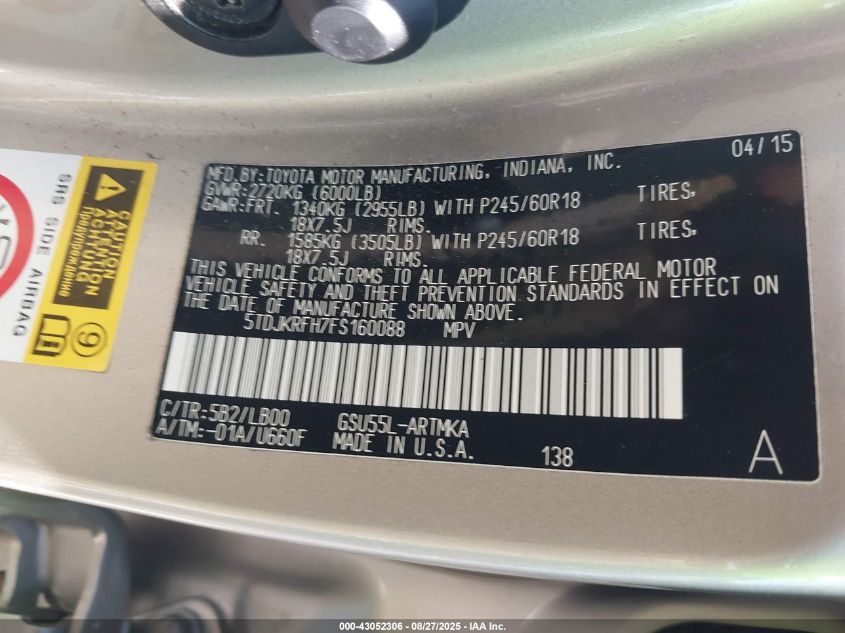 MFD. BY: TOYOTA MOTOR MANUFACTURING, INDIANA, INC. 04/15
GVWR: 2720KG (6000LB)
GAWR: FRT. 1340KG (2955LB) WITH P245/60R18 TIRES,
18X7.5J RIMS.
RR. 1585KG (3505LB) WITH P245/60R18 TIRES,
18X7.5J RIMS.
THIS VEHICLE CONFORMS TO ALL APPLICABLE FEDERAL MOTOR
VEHICLE SAFETY AND THEFT PREVENTION STANDARDS IN EFFECT ON
THE DATE OF MANUFACTURE SHOWN ABOVE.
5TDJKRFH7FS160088 MPV
C/TR: 5B2/LB00 GSU55L-ARTMKA
A/TM: -01A/U660F MADE IN U.S.A. 138 A
SRS SIDE AIRBAG
CAUTION
ACTHUNG
Предупреждение
9
000-43052306 - 08/27/2025 - IAA Inc.